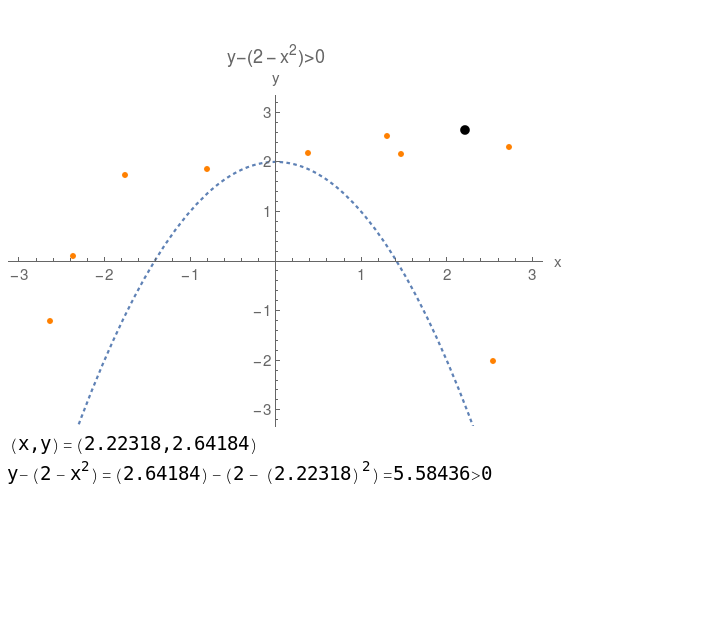 y−(2−x²)>0
y
3
2
1
−3 −2 −1 1 2 3 x
−1
−2
−3
(x,y)=(2.22318,2.64184)
y−(2−x²)=(2.64184)−(2−(2.22318)²)=5.58436>0